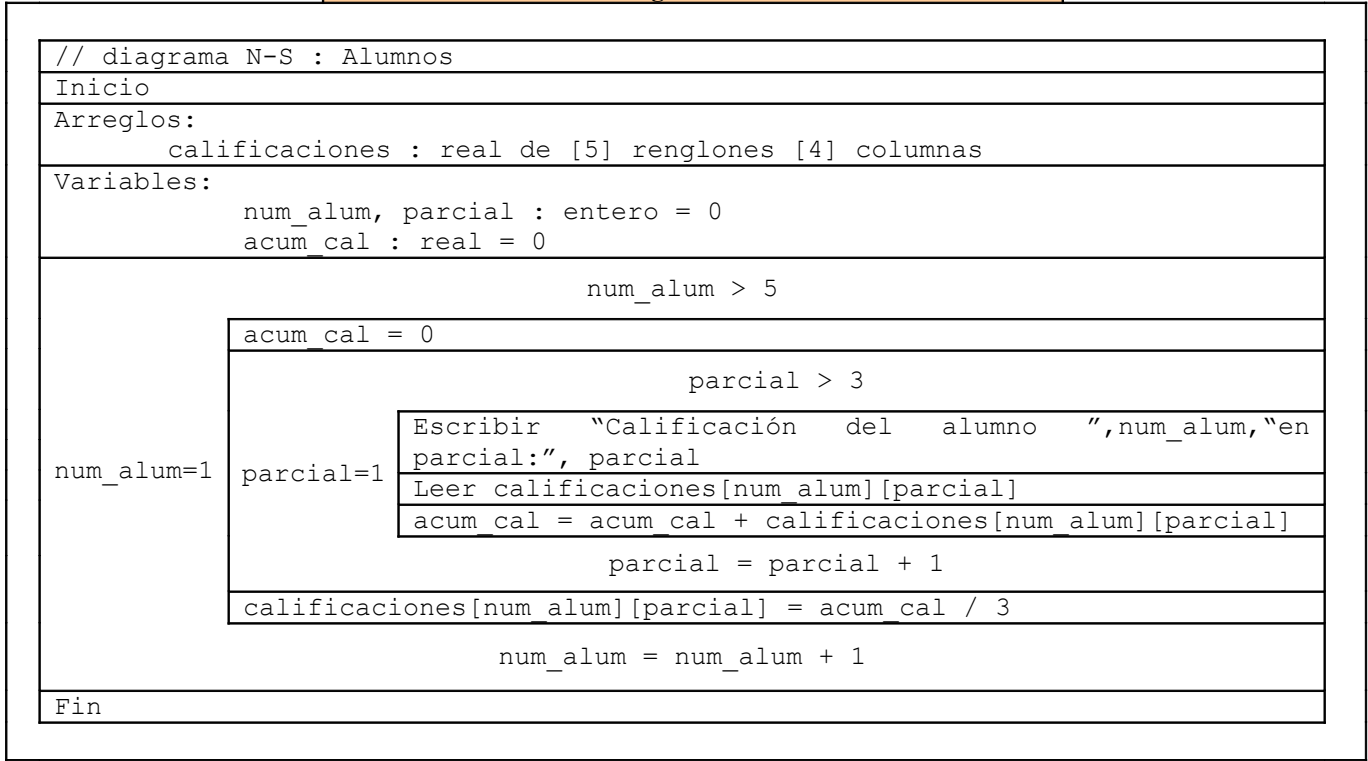 // diagrama N-S : Alumnos
Inicio
Arreglos:
calificaciones : real de [5] renglones [4] columnas
Variables:
num_alum, parcial : entero = 0
acum_cal : real = 0
num_alum > 5
acum_cal = 0
parcial > 3
Escribir “Calificación del alumno ”,num_alum,“en
parcial:”, parcial
num_alum=1
parcial=1
Leer calificaciones[num_alum][parcial]
acum_cal = acum_cal + calificaciones[num_alum][parcial]
parcial = parcial + 1
calificaciones[num_alum][parcial] = acum_cal / 3
num_alum = num_alum + 1
Fin